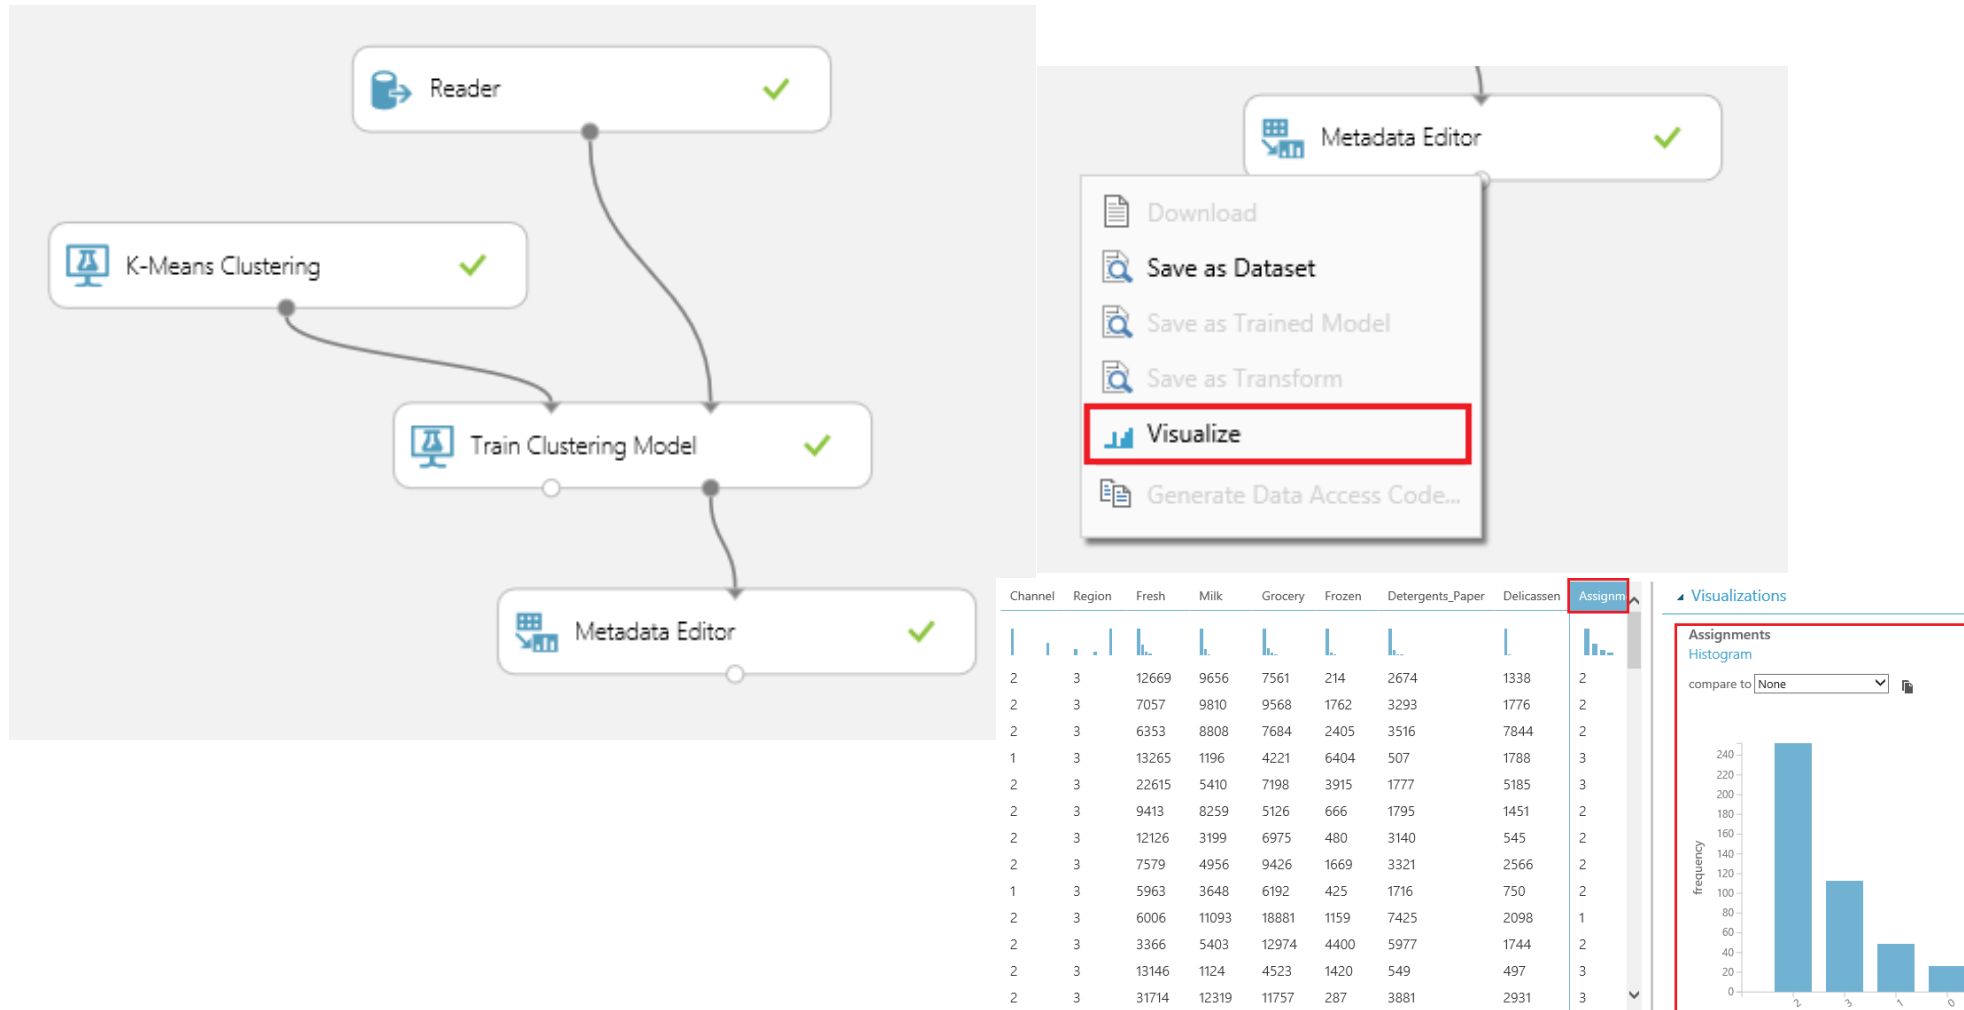 Reader
K-Means Clustering
Train Clustering Model
Metadata Editor
Metadata Editor
Download
Save as Dataset
Save as Trained Model
Save as Transform
Visualize
Generate Data Access Code...
Channel Region Fresh Milk Grocery Frozen Detergents_Paper Delicassen Assignm
2 3 12669 9656 7561 214 2674 1338 2
2 3 7057 9810 9568 1762 3293 1776 2
2 3 6353 8808 7684 2405 3516 7844 2
1 3 13265 1196 4221 6404 507 1788 3
2 3 22615 5410 7198 3915 1777 5185 3
2 3 9413 8259 5126 666 1795 1451 2
2 3 12126 3199 6975 480 3140 545 2
2 3 7579 4956 9426 1669 3321 2566 2
1 3 5963 3648 6192 425 1716 750 2
2 3 6006 11093 18881 1159 7425 2098 1
2 3 3366 5403 12974 4400 5977 1744 2
2 3 13146 1124 4523 1420 549 497 3
2 3 31714 12319 11757 287 3881 2931 3
Visualizations
Assignments
Histogram
compare to None
240
220
200
180
160
140
120
100
80
60
40
20
0
frequency
2 3 1 0